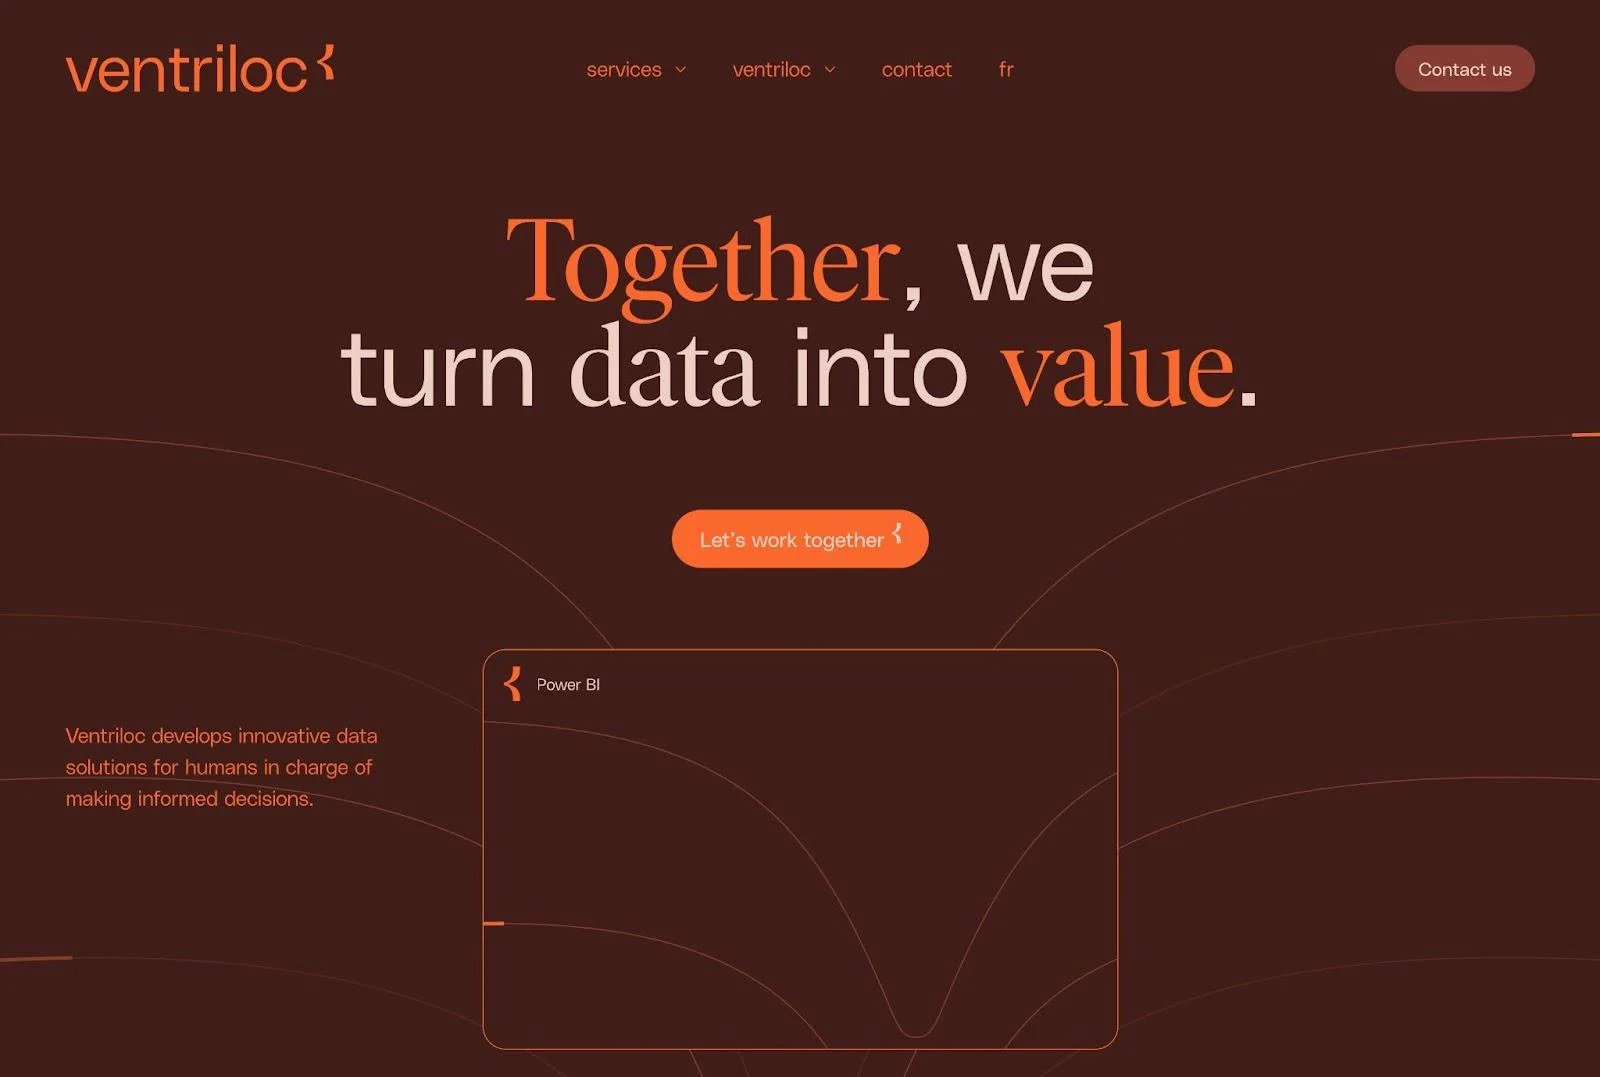 ventriloc
services
ventriloc
contact
fr
Contact us
Together, we
turn data into value.
Let's work together
Power BI
Ventriloc develops innovative data
solutions for humans in charge of
making informed decisions.